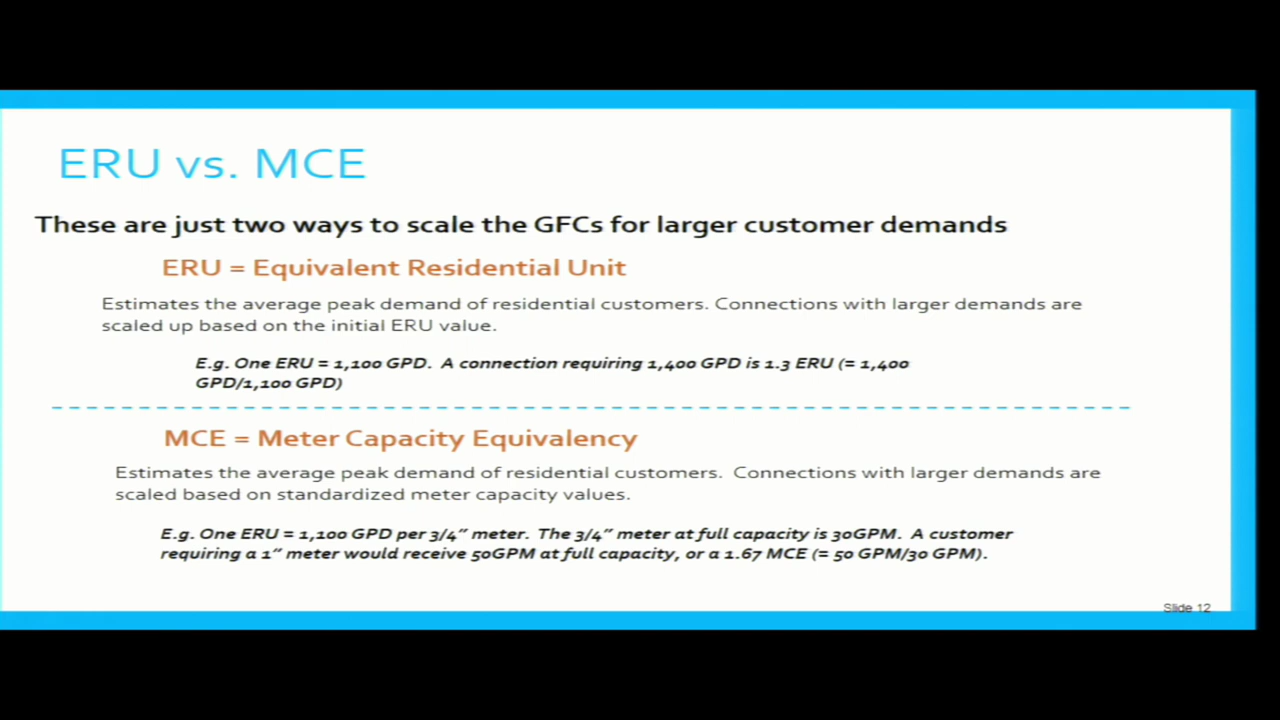 ERU vs. MCE
These are just two ways to scale the GFCs for larger customer demands
ERU = Equivalent Residential Unit
Estimates the average peak demand of residential customers. Connections with larger demands are
scaled up based on the initial ERU value.
E.g. One ERU = 1,100 GPD. A connection requiring 1,400 GPD is 1.3 ERU (= 1,400
GPD/1,100 GPD)
MCE = Meter Capacity Equivalency
Estimates the average peak demand of residential customers. Connections with larger demands are
scaled based on standardized meter capacity values.
E.g. One ERU = 1,100 GPD per 3/4” meter. The 3/4” meter at full capacity is 30GPM. A customer
requiring a 1” meter would receive 50GPM at full capacity, or a 1.67 MCE (= 50 GPM/30 GPM).
Slide 12